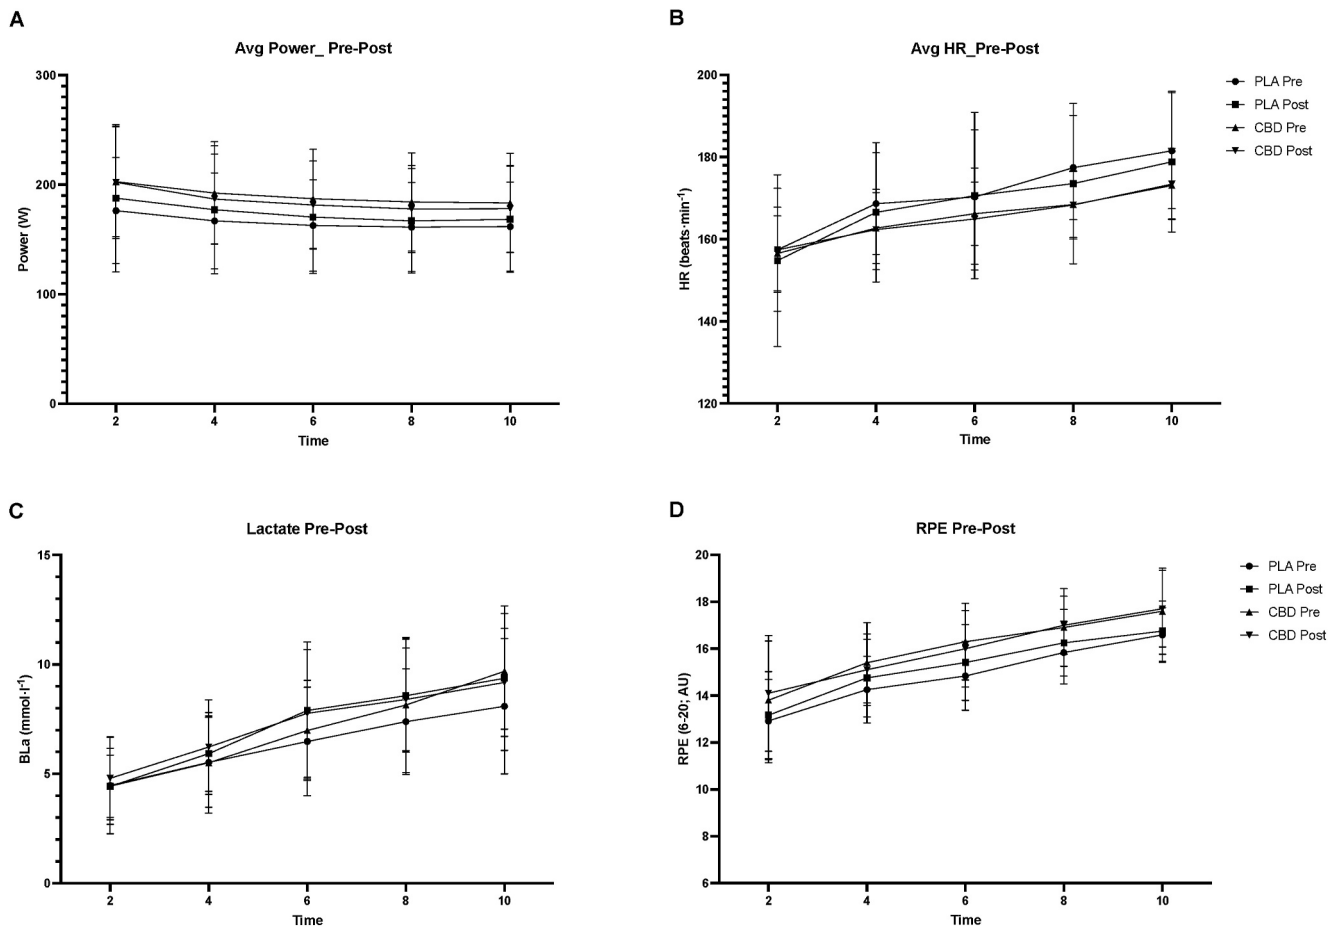 A
Avg Power_ Pre-Post
300
200
100
0
Power (W)
2 4 6 8 10
Time
B
Avg HR_Pre-Post
200
180
160
140
120
HR (beats·min⁻¹)
2 4 6 8 10
Time
PLA Pre
PLA Post
CBD Pre
CBD Post
C
Lactate Pre-Post
15
10
5
0
BLa (mmol·l⁻¹)
2 4 6 8 10
Time
D
RPE Pre-Post
20
18
16
14
12
10
8
6
RPE (6-20; AU)
2 4 6 8 10
Time
PLA Pre
PLA Post
CBD Pre
CBD Post